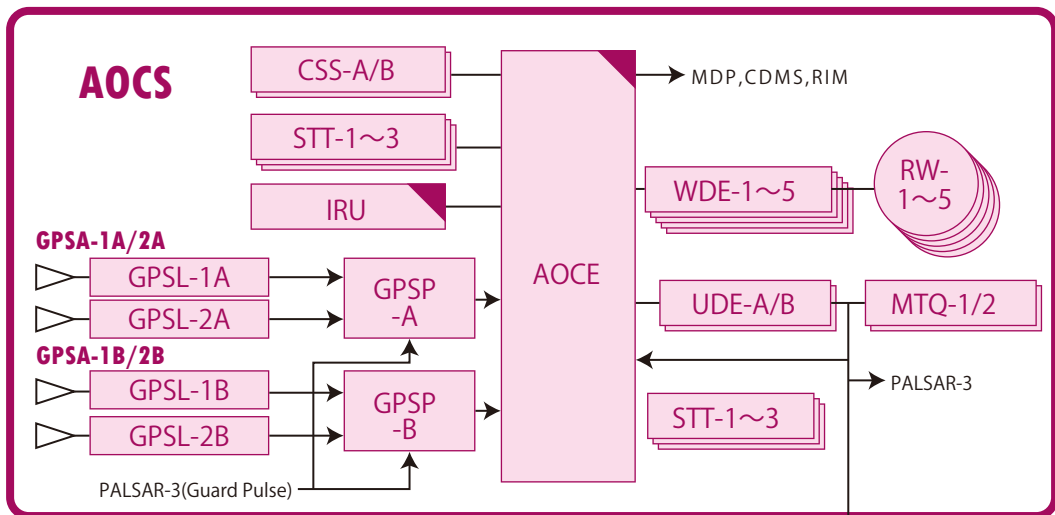 AOCS
CSS-A/B
STT-1～3
IRU
GPSA-1A/2A
GPSL-1A
GPSL-2A
GPSP
-A
GPSA-1B/2B
GPSL-1B
GPSL-2B
GPSP
-B
PALSAR-3(Guard Pulse)
AOCE
MDP,CDMS,RIM
WDE-1～5
RW-
1～5
UDE-A/B
MTQ-1/2
PALSAR-3
STT-1～3